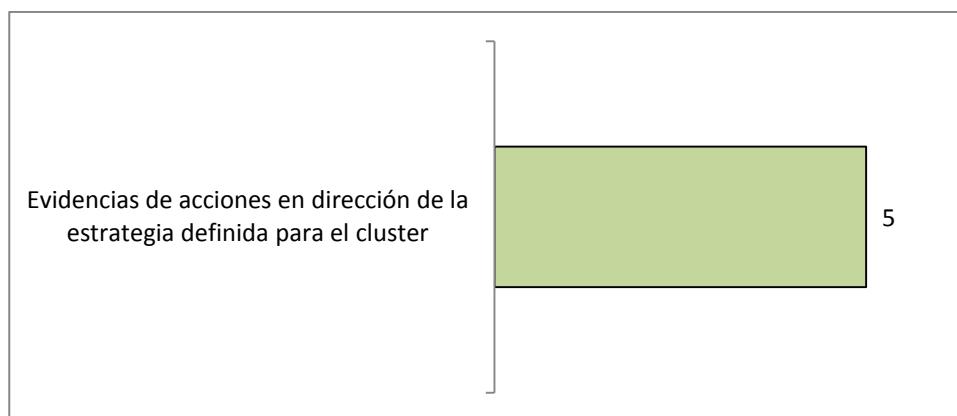 Evidencias de acciones en dirección de la
estrategia definida para el cluster
5